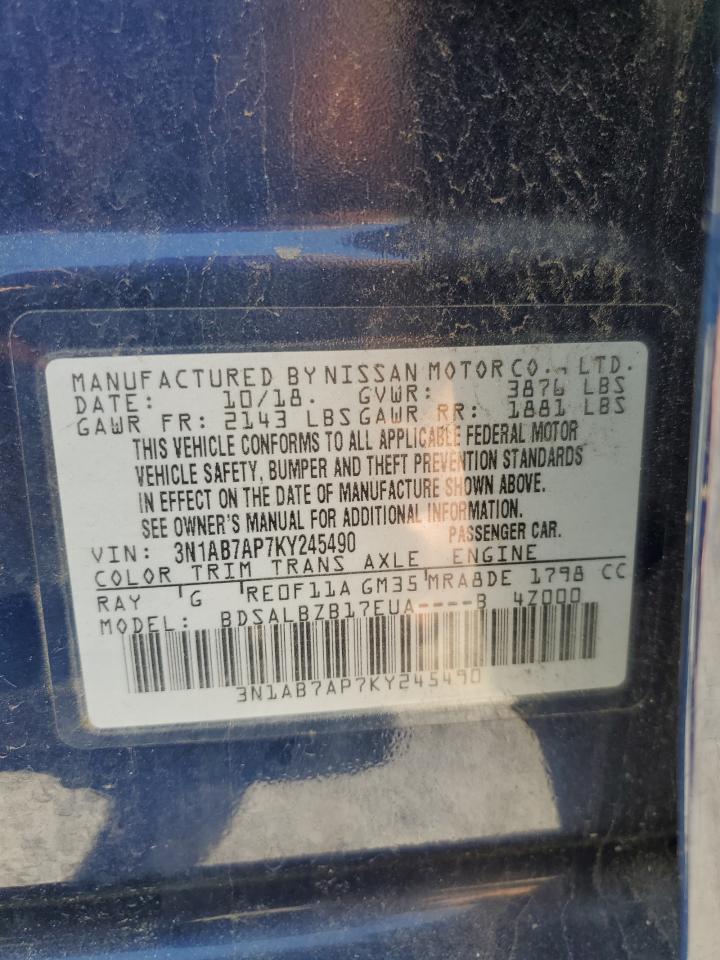 MANUFACTURED BY NISSAN MOTOR CO., LTD.
DATE: 10/18. GVWR: 3876 LBS
GAWR FR: 2143 LBS GAWR RR: 1881 LBS
THIS VEHICLE CONFORMS TO ALL APPLICABLE FEDERAL MOTOR
VEHICLE SAFETY, BUMPER AND THEFT PREVENTION STANDARDS
IN EFFECT ON THE DATE OF MANUFACTURE SHOWN ABOVE.
SEE OWNER'S MANUAL FOR ADDITIONAL INFORMATION.
VIN: 3N1AB7AP7KY245490 PASSENGER CAR.
COLOR TRIM TRANS AXLE ENGINE
RAY G RE0F11A GM35 MRA8DE 1798 CC
MODEL: BDSALBZB17EUA----B 4Z000
3N1AB7AP7KY245490